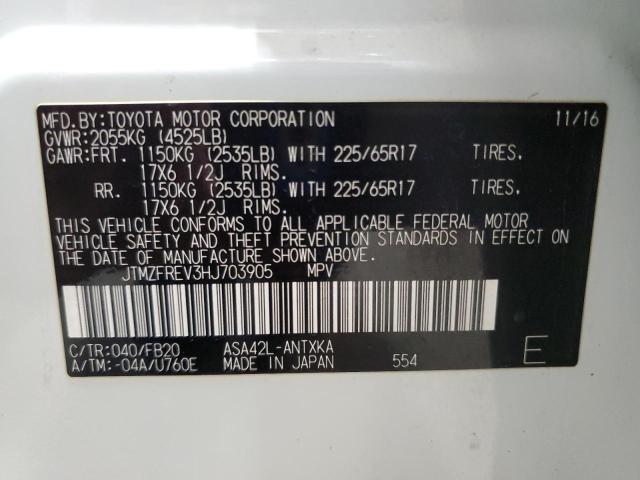 MFD.BY:TOYOTA MOTOR CORPORATION 11/16
GVWR:2055KG (4525LB)
GAWR:FRT. 1150KG (2535LB) WITH 225/65R17 TIRES.
17X6 1/2J RIMS.
RR. 1150KG (2535LB) WITH 225/65R17 TIRES.
17X6 1/2J RIMS.
THIS VEHICLE CONFORMS TO ALL APPLICABLE FEDERAL MOTOR
VEHICLE SAFETY AND THEFT PREVENTION STANDARDS IN EFFECT ON
THE DATE OF MANUFACTURE SHOWN ABOVE.
JTMZFREV3HJ703905 MPV
C/TR:040/FB20 ASA42L-ANTXKA
A/TM:-04A/U760E MADE IN JAPAN 554 E